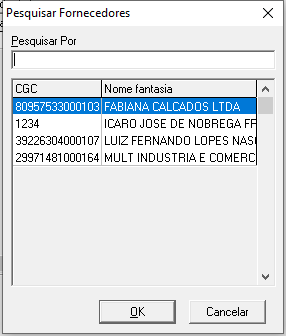 Pesquisar Fornecedores
Pesquisar Por
CGC Nome fantasia
80957533000103 FABIANA CALCADOS LTDA
1234 ICARO JOSE DE NOBREGA FF
39226304000107 LUIZ FERNANDO LOPES NAS
29971481000164 MULT INDUSTRIA E COMERC
OK Cancelar